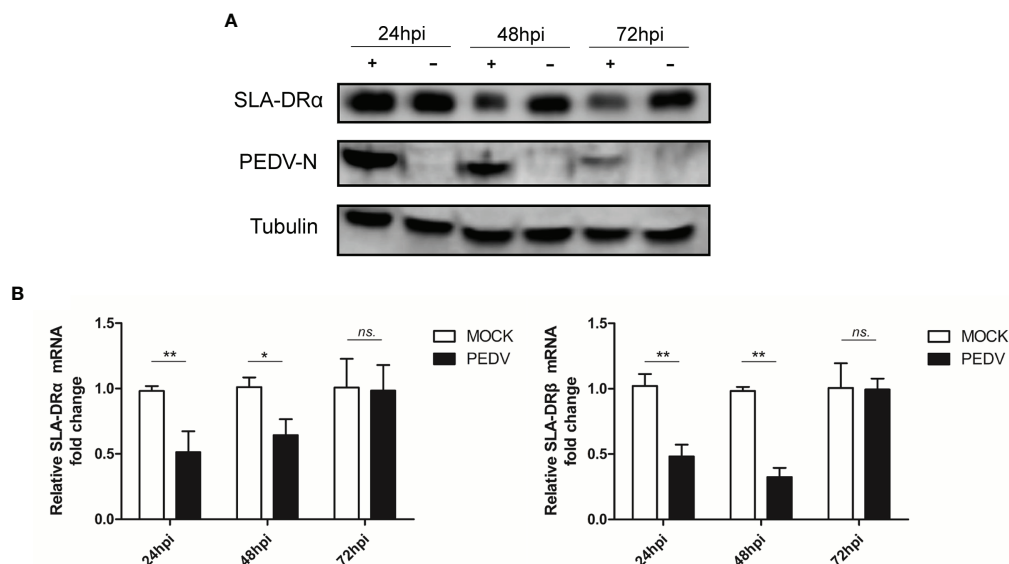 A
24hpi 48hpi 72hpi
+ − + − + −
SLA-DRα
PEDV-N
Tubulin
B
Relative SLA-DRα mRNA
fold change
1.5
1.0
0.5
0.0
** * ns.
24hpi 48hpi 72hpi
MOCK
PEDV
Relative SLA-DRβ mRNA
fold change
1.5
1.0
0.5
0.0
** ** ns.
24hpi 48hpi 72hpi
MOCK
PEDV